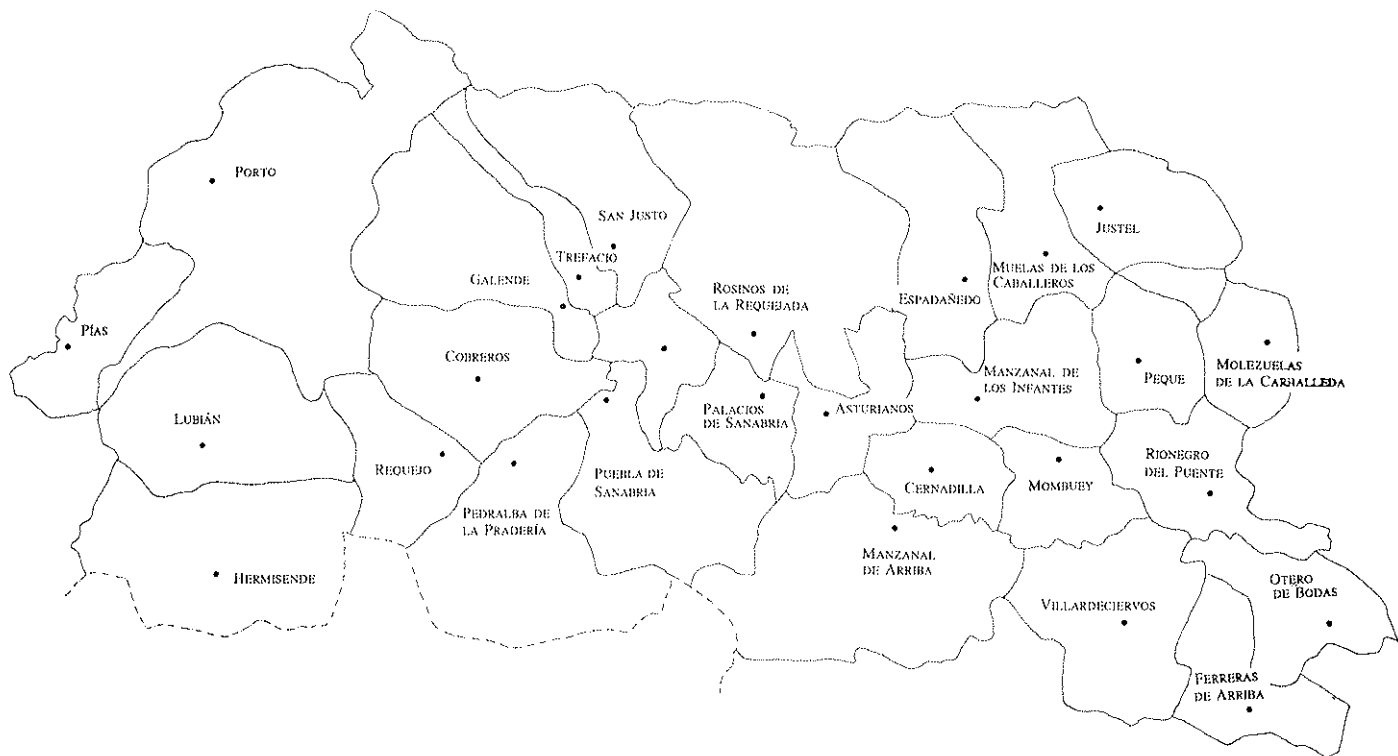 PORTO
SAN JUSTO
JUSTEL
TREFACIO
GALENDE
MUELAS DE LOS
CABALLEROS
ROSINOS DE
LA REQUEJADA
ESPADAÑEDO
PÍAS
COBREROS
MANZANAL DE
LOS INFANTES
PEQUE
MOLEZUELAS
DE LA CARBALLEDA
LUBIÁN
PALACIOS
DE SANABRIA
ASTURIANOS
REQUEJO
PUEBLA DE
SANABRIA
CERNADILLA
MOMBUEY
RIONEGRO
DEL PUENTE
PEDRALBA DE
LA PRADERÍA
MANZANAL
DE ARRIBA
HERMISENDE
OTERO
DE BODAS
VILLARDECIERVOS
FERRERAS
DE ARRIBA